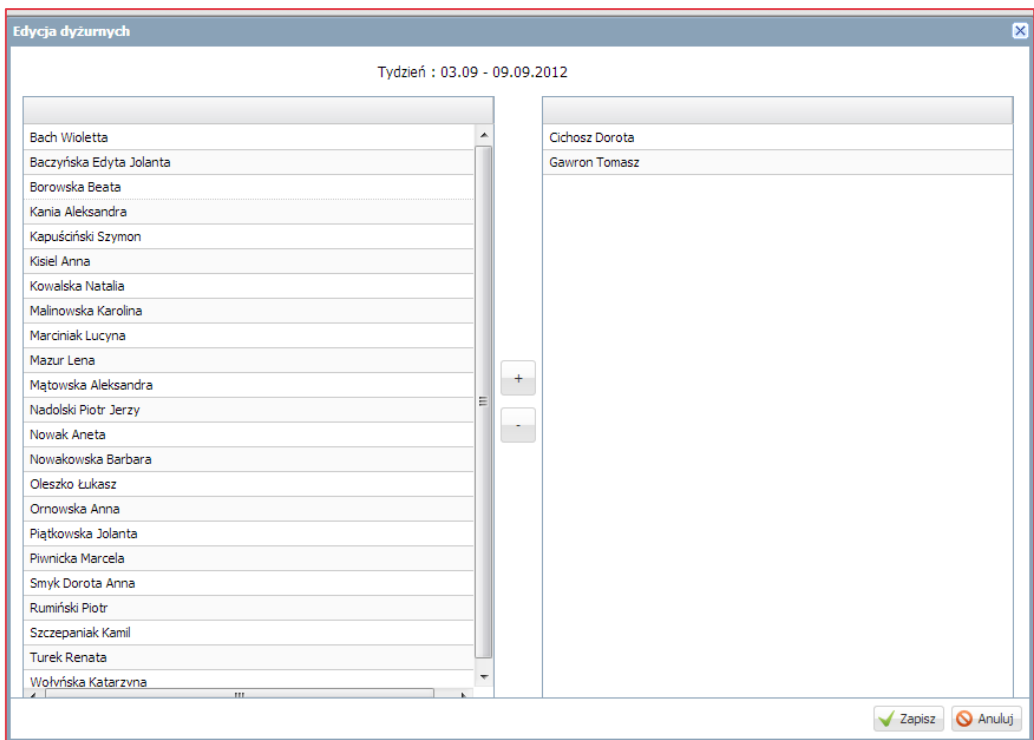 Edycja dyżurnych
Tydzień : 03.09 - 09.09.2012
Bach Wioletta
Baczyńska Edyta Jolanta
Borowska Beata
Kania Aleksandra
Kapuściński Szymon
Kisiel Anna
Kowalska Natalia
Malinowska Karolina
Marciniak Lucyna
Mazur Lena
Mątowska Aleksandra
Nadolski Piotr Jerzy
Nowak Aneta
Nowakowska Barbara
Oleszko Łukasz
Ornowska Anna
Piątkowska Jolanta
Piwnicka Marcela
Smyk Dorota Anna
Rumiński Piotr
Szczepaniak Kamil
Turek Renata
Wołyńska Katarzyna
+
-
Cichosz Dorota
Gawron Tomasz
Zapisz
Anuluj